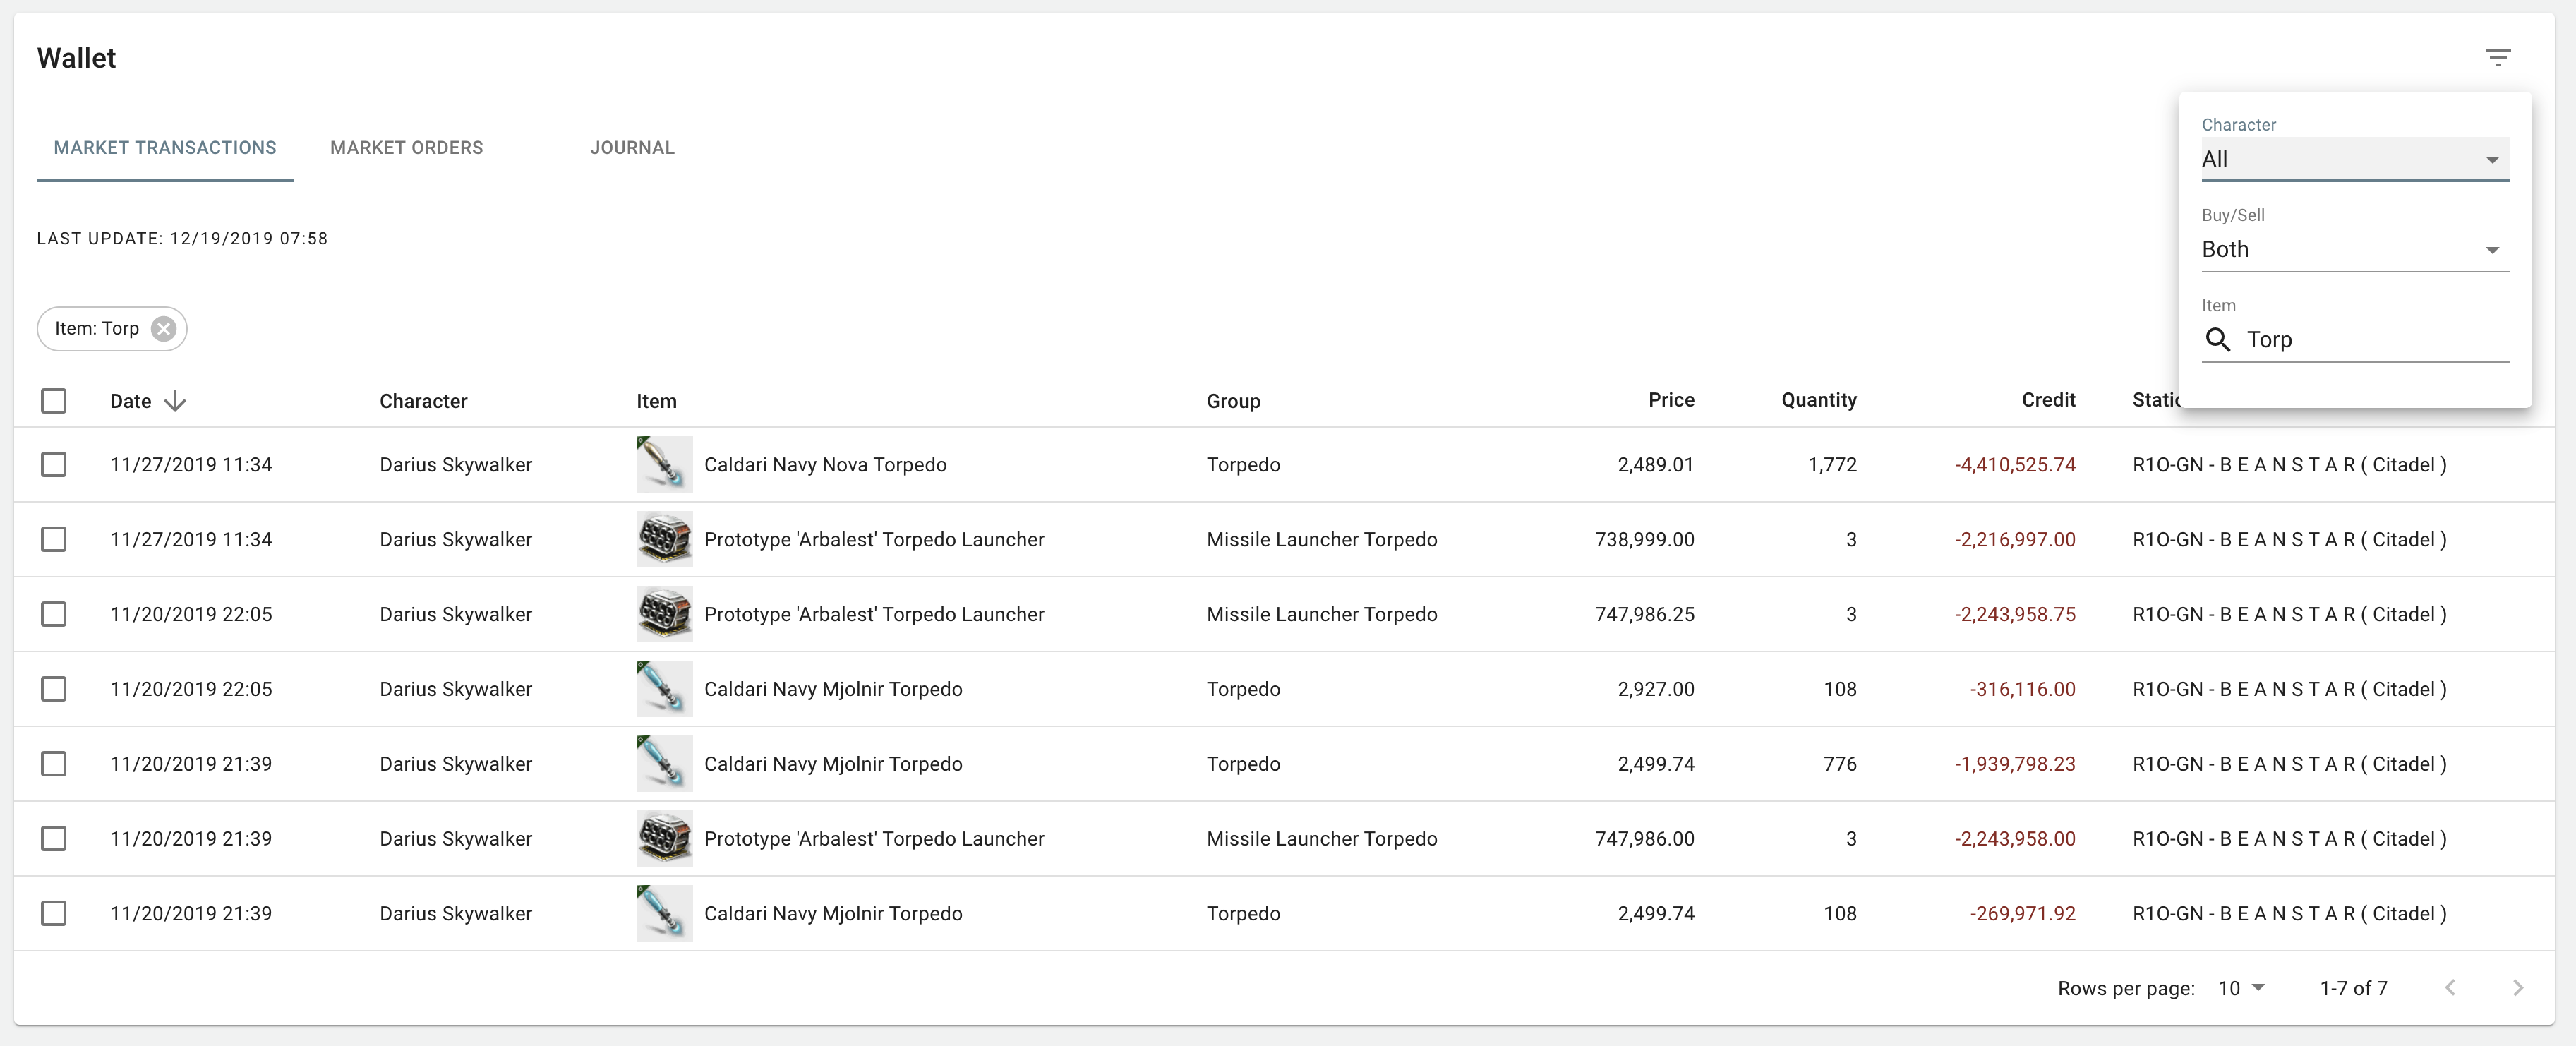 Wallet
MARKET TRANSACTIONS MARKET ORDERS JOURNAL
LAST UPDATE: 12/19/2019 07:58
Character
All
Buy/Sell
Both
Item
Torp
Item: Torp
Date Character Item Group Price Quantity Credit
11/27/2019 11:34 Darius Skywalker Caldari Navy Nova Torpedo Torpedo 2,489.01 1,772 -4,410,525.74 R1O-GN - B E A N S T A R ( Citadel )
11/27/2019 11:34 Darius Skywalker Prototype 'Arbalest' Torpedo Launcher Missile Launcher Torpedo 738,999.00 3 -2,216,997.00 R1O-GN - B E A N S T A R ( Citadel )
11/20/2019 22:05 Darius Skywalker Prototype 'Arbalest' Torpedo Launcher Missile Launcher Torpedo 747,986.25 3 -2,243,958.75 R1O-GN - B E A N S T A R ( Citadel )
11/20/2019 22:05 Darius Skywalker Caldari Navy Mjolnir Torpedo Torpedo 2,927.00 108 -316,116.00 R1O-GN - B E A N S T A R ( Citadel )
11/20/2019 21:39 Darius Skywalker Caldari Navy Mjolnir Torpedo Torpedo 2,499.74 776 -1,939,798.23 R1O-GN - B E A N S T A R ( Citadel )
11/20/2019 21:39 Darius Skywalker Prototype 'Arbalest' Torpedo Launcher Missile Launcher Torpedo 747,986.00 3 -2,243,958.00 R1O-GN - B E A N S T A R ( Citadel )
11/20/2019 21:39 Darius Skywalker Caldari Navy Mjolnir Torpedo Torpedo 2,499.74 108 -269,971.92 R1O-GN - B E A N S T A R ( Citadel )
Rows per page: 10 1-7 of 7